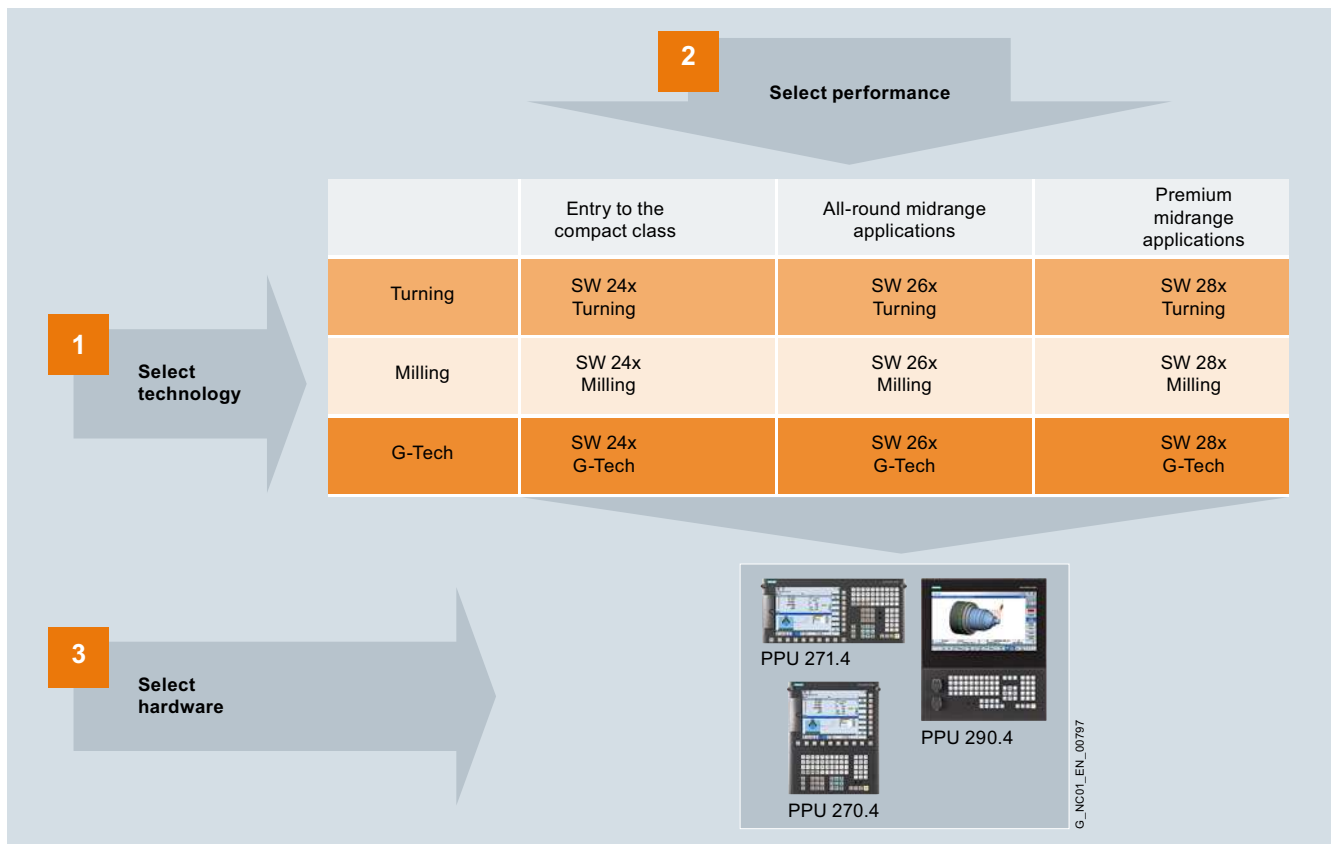 2
Select performance
Entry to the
compact class
All-round midrange
applications
Premium
midrange
applications
1
Select
technology
Turning
SW 24x
Turning
SW 26x
Turning
SW 28x
Turning
Milling
SW 24x
Milling
SW 26x
Milling
SW 28x
Milling
G-Tech
SW 24x
G-Tech
SW 26x
G-Tech
SW 28x
G-Tech
3
Select
hardware
PPU 271.4
PPU 290.4
PPU 270.4
G_NC01_EN_00797